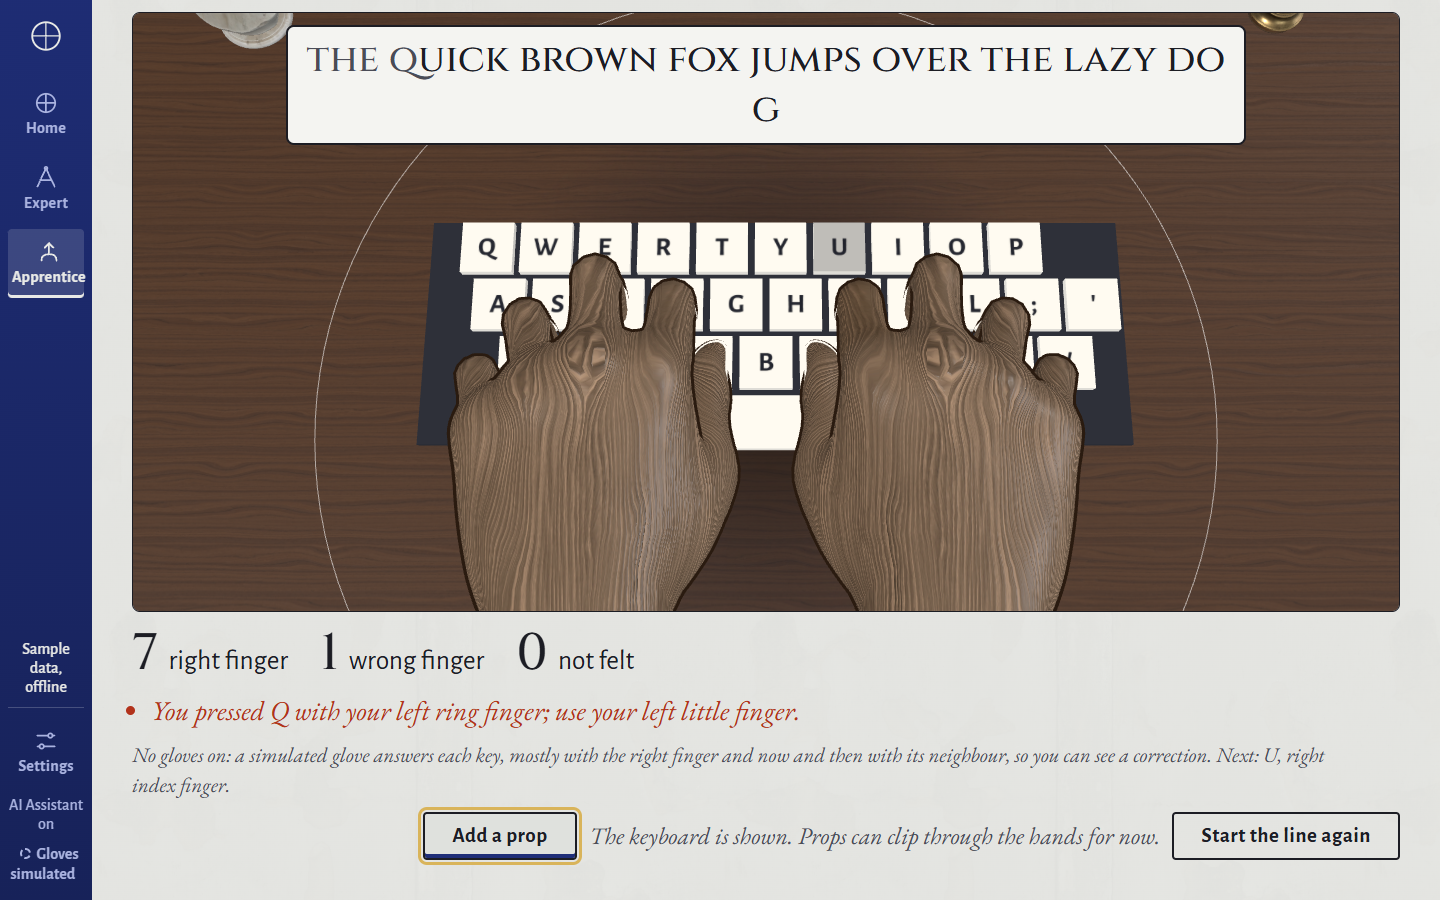 THE QUICK BROWN FOX JUMPS OVER THE LAZY DO
G
Home
Expert
Apprentice
Q W E R T Y U I O P
A S G H L ; '
B /
7 right finger 1 wrong finger 0 not felt
You pressed Q with your left ring finger; use your left little finger.
No gloves on: a simulated glove answers each key, mostly with the right finger and now and then with its neighbour, so you can see a correction. Next: U, right
index finger.
Add a prop The keyboard is shown. Props can clip through the hands for now. Start the line again
Sample
data,
offline
Settings
AI Assistant
on
Gloves
simulated